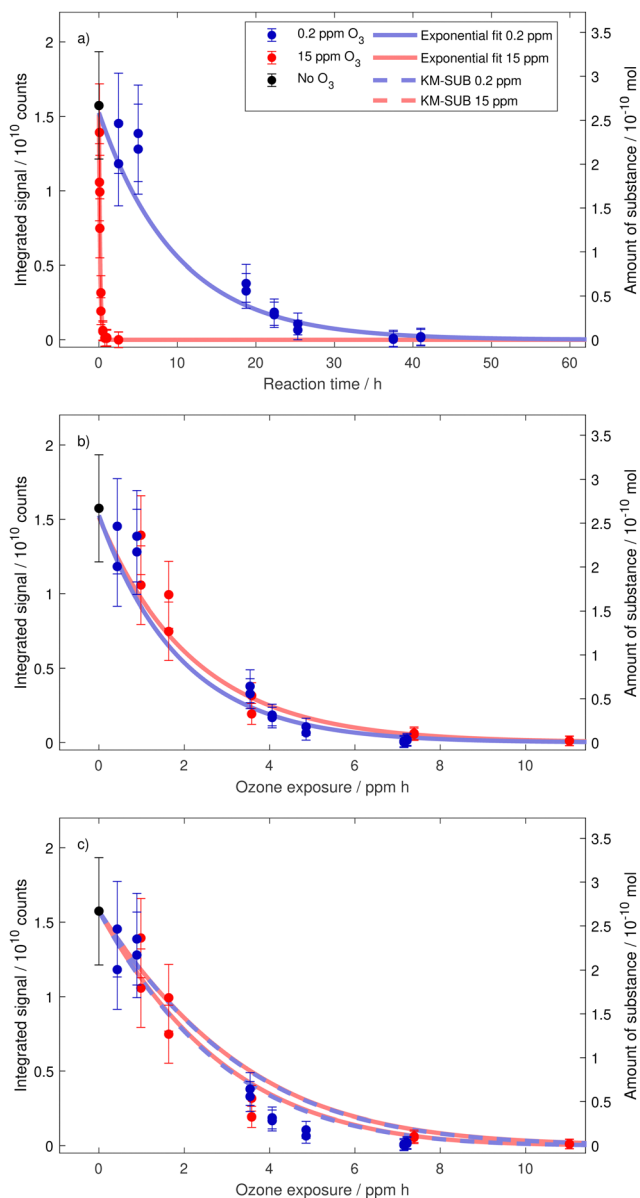 a)
0.2 ppm O3
15 ppm O3
No O3
Exponential fit 0.2 ppm
Exponential fit 15 ppm
KM-SUB 0.2 ppm
KM-SUB 15 ppm
2
1.5
1
0.5
0
Integrated signal / 10^10 counts
3.5
3
2.5
2
1.5
1
0.5
0
Amount of substance / 10^-10 mol
0 10 20 30 40 50 60
Reaction time / h
b)
2
1.5
1
0.5
0
Integrated signal / 10^10 counts
3.5
3
2.5
2
1.5
1
0.5
0
Amount of substance / 10^-10 mol
0 2 4 6 8 10
Ozone exposure / ppm h
c)
2
1.5
1
0.5
0
Integrated signal / 10^10 counts
3.5
3
2.5
2
1.5
1
0.5
0
Amount of substance / 10^-10 mol
0 2 4 6 8 10
Ozone exposure / ppm h